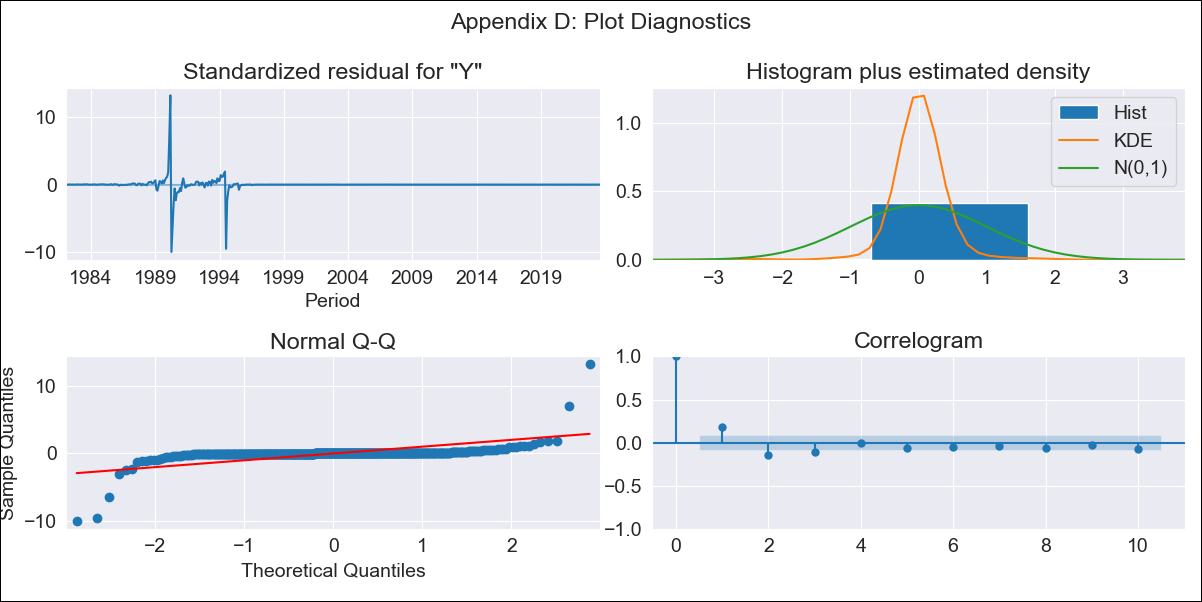 Appendix D: Plot Diagnostics
Standardized residual for "Y"
10
0
−10
1984 1989 1994 1999 2004 2009 2014 2019
Period
Histogram plus estimated density
1.0
0.5
0.0
Hist
KDE
N(0,1)
−3 −2 −1 0 1 2 3
Normal Q-Q
Sample Quantiles
10
0
−10
−2 −1 0 1 2
Theoretical Quantiles
Correlogram
1.0
0.5
0.0
−0.5
−1.0
0 2 4 6 8 10